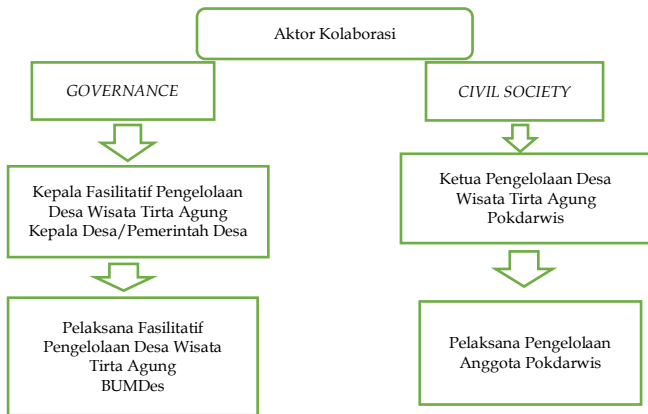 Aktor Kolaborasi
GOVERNANCE
CIVIL SOCIETY
Kepala Fasilitatif Pengelolaan
Desa Wisata Tirta Agung
Kepala Desa/Pemerintah Desa
Ketua Pengelolaan Desa
Wisata Tirta Agung
Pokdarwis
Pelaksana Fasilitatif
Pengelolaan Desa Wisata
Tirta Agung
BUMDes
Pelaksana Pengelolaan
Anggota Pokdarwis